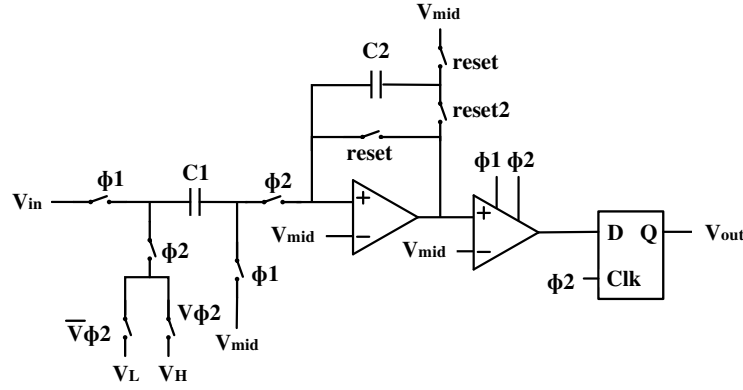 Vmid
C2
reset
reset2
reset
ϕ1 ϕ2
Vin
ϕ1
C1
ϕ2
+
−
Vmid
+
−
Vmid
D Q
Clk
ϕ2
Vout
ϕ2
ϕ1
V̅ϕ2
Vϕ2
Vmid
VL
VH